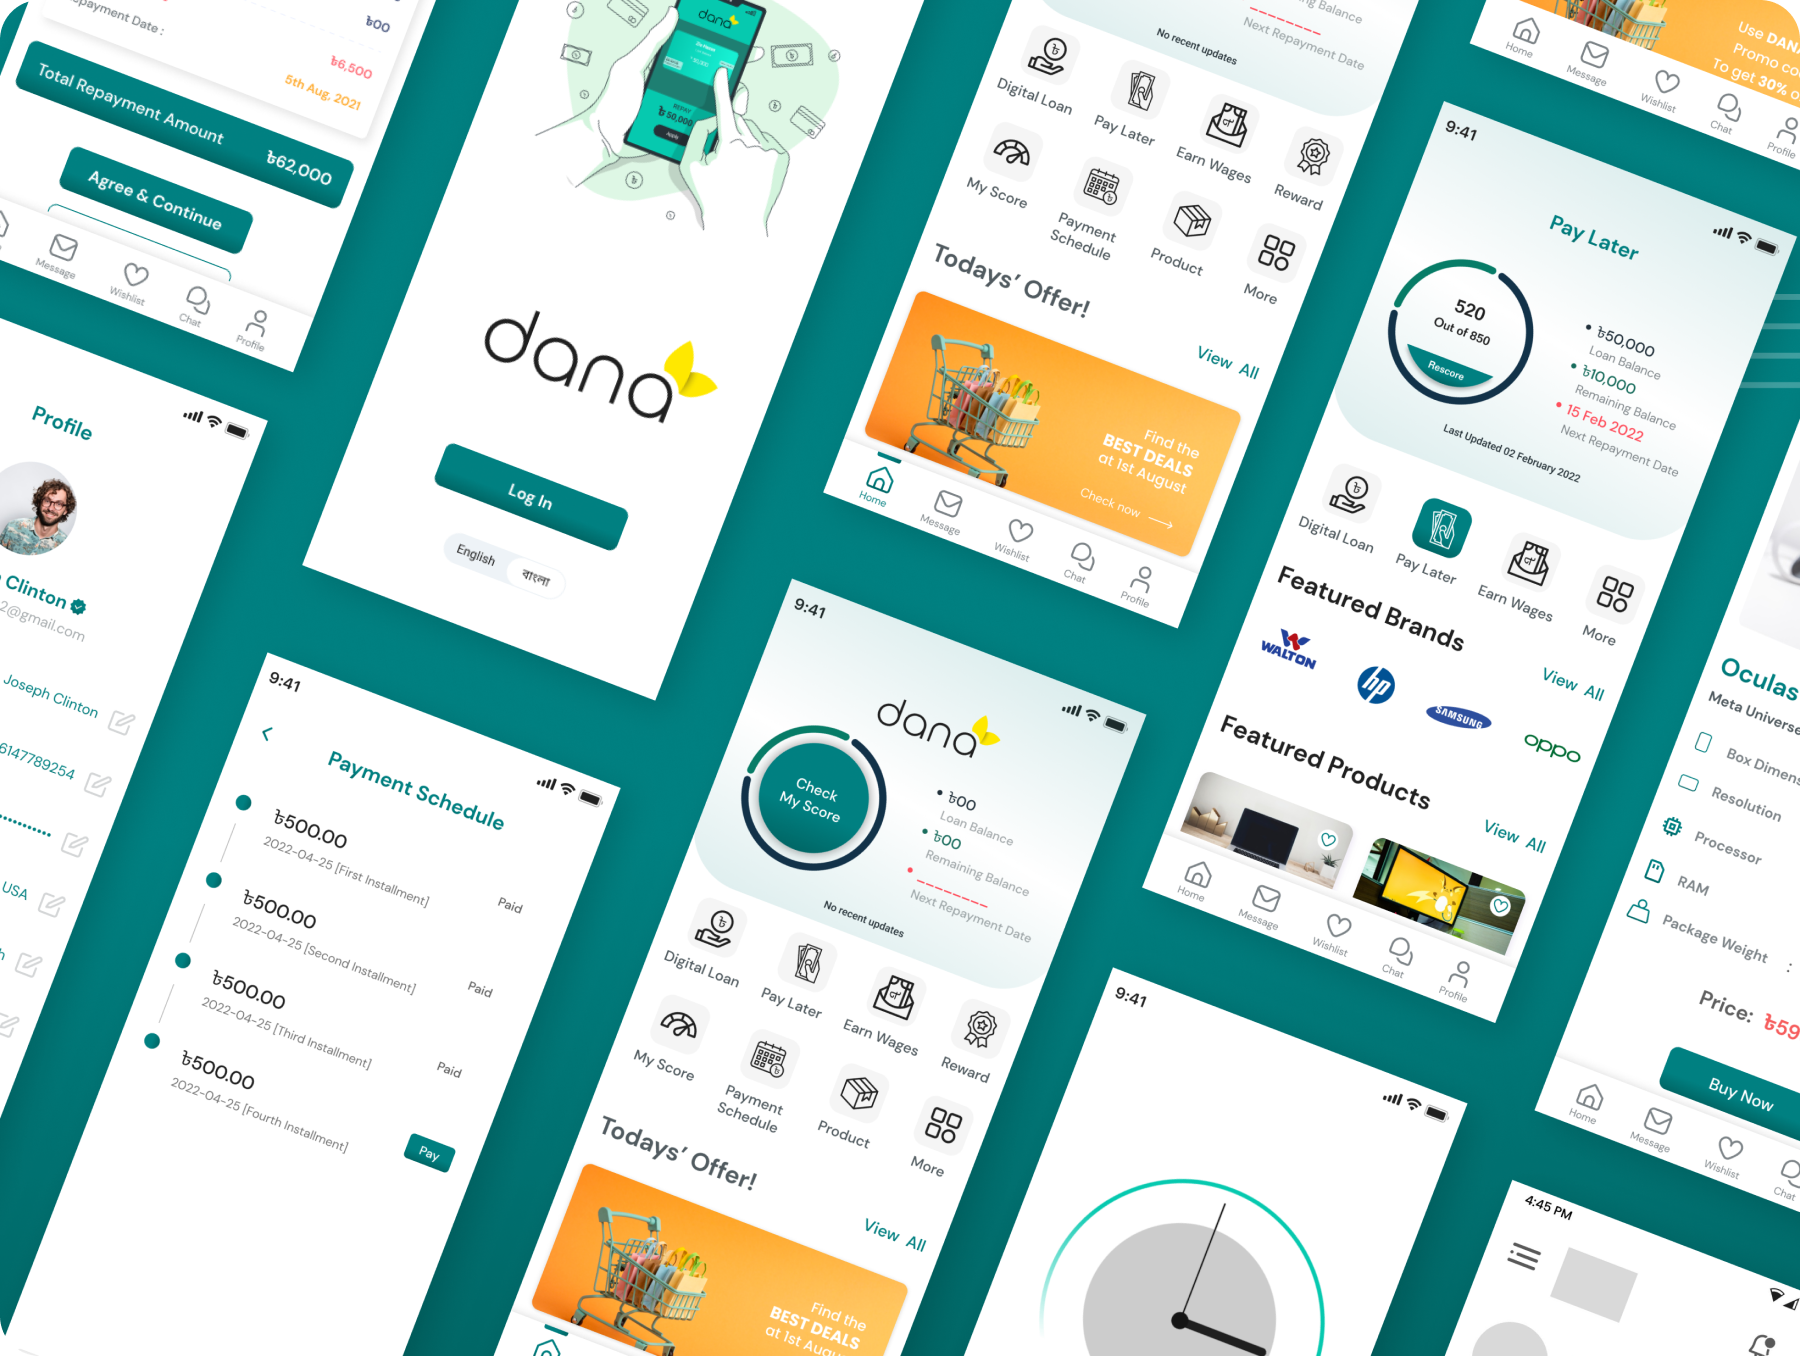 ৳00
Repayment Date :
৳6,500
5th Aug, 2021
Total Repayment Amount
৳62,000
Agree & Continue
Message
Wishlist
Chat
Profile
Profile
Clinton
2@gmail.com
Joseph Clinton
6147789254
USA
dana
REPAY
৳ 50,000
Apply
dana
Log In
English
বাংলা
9:41
Payment Schedule
৳500.00
2022-04-25 [First Installment]
Paid
৳500.00
2022-04-25 [Second Installment]
Paid
৳500.00
2022-04-25 [Third Installment]
Paid
৳500.00
2022-04-25 [Fourth Installment]
Pay
Next Repayment Date
No recent updates
Digital Loan
Pay Later
Earn Wages
Reward
My Score
Payment
Schedule
Product
More
Todays’ Offer!
View All
Find the
BEST DEALS
at 1st August
Check now
Home
Message
Wishlist
Chat
Profile
9:41
dana
Check
My Score
৳00
Loan Balance
৳00
Remaining Balance
Next Repayment Date
No recent updates
Digital Loan
Pay Later
Earn Wages
Reward
My Score
Payment
Schedule
Product
More
Todays’ Offer!
View All
Find the
BEST DEALS
at 1st August
Use DANA
Promo
To get 30%
Home
Message
Wishlist
Chat
Profile
9:41
Pay Later
520
Out of 850
Rescore
৳50,000
Loan Balance
৳10,000
Remaining Balance
15 Feb 2022
Next Repayment Date
Last Updated 02 February 2022
Digital Loan
Pay Later
Earn Wages
More
Featured Brands
View All
WALTON
hp
SAMSUNG
oppo
Featured Products
View All
Home
Message
Wishlist
Chat
Profile
9:41
Oculas
Meta Universe
Box Dimens
Resolution
Processor
RAM
Package Weight :
Price: ৳59
Buy Now
Home
Message
Wishlist
Chat
4:45 PM